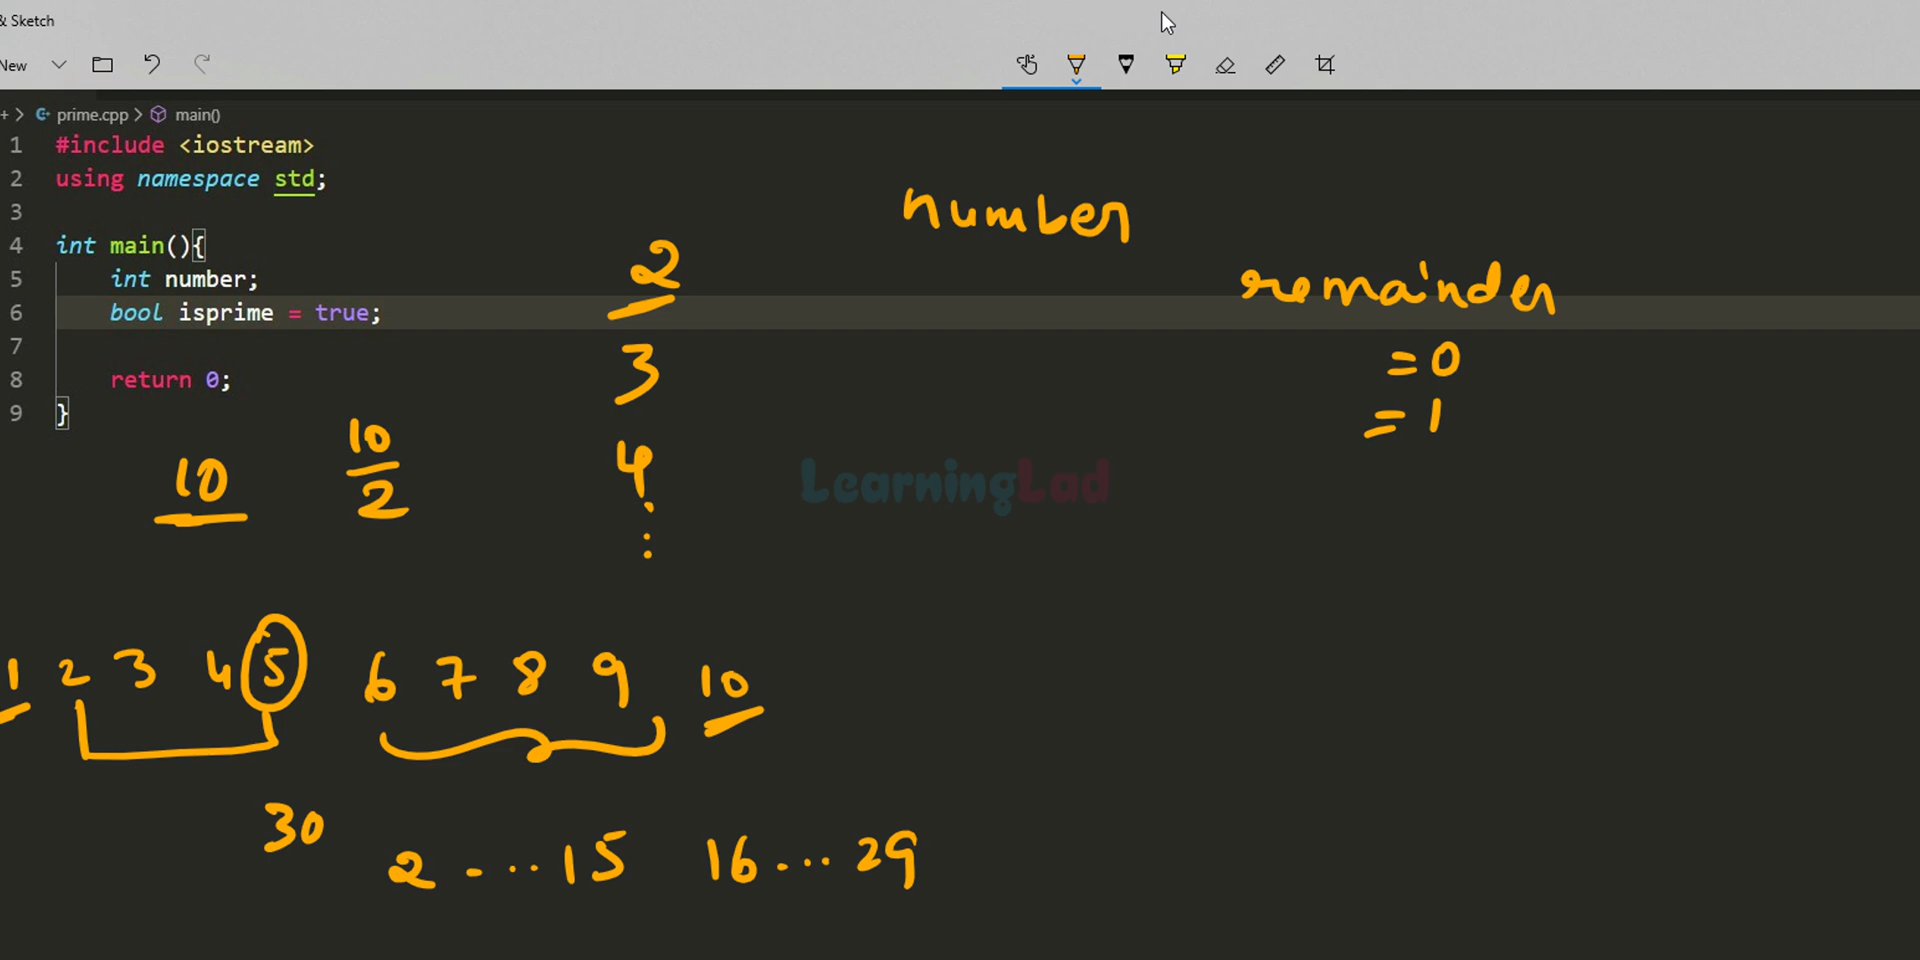 & Sketch
New
+ > prime.cpp > main()
1 #include <iostream>
2 using namespace std;
3
4 int main(){
5 int number;
6 bool isprime = true;
7
8 return 0;
9 }
number
remainder
= 0
= 1
2
3
4
:
10
10
2
LearningLad
1 2 3 4 5 6 7 8 9 10
30
2 - ·· 15 16 ... 29